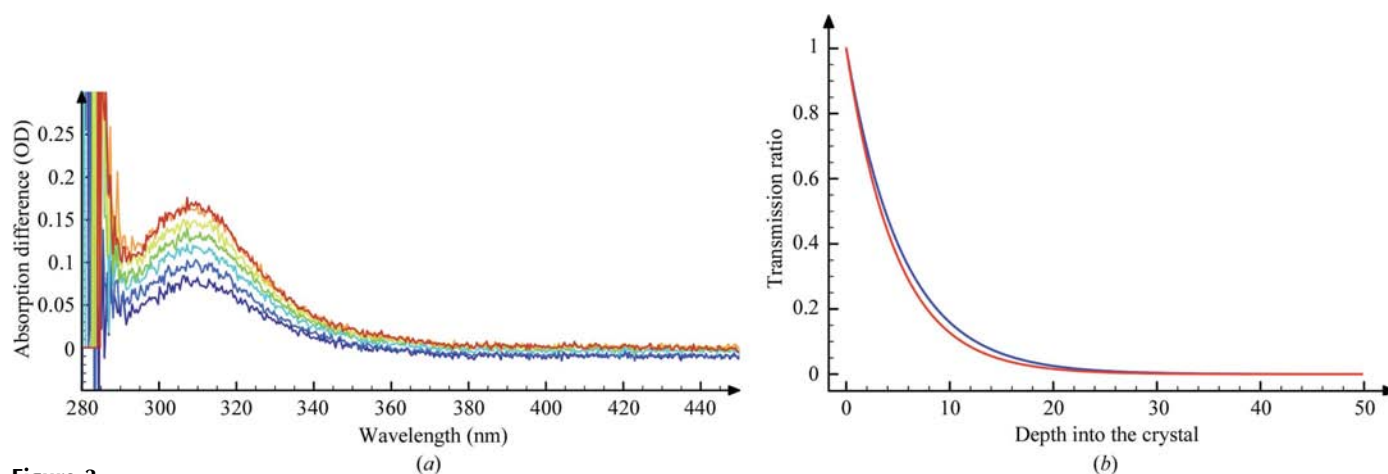 Absorption difference (OD)
0.25
0.2
0.15
0.1
0.05
0
280 300 320 340 360 380 400 420 440
Wavelength (nm)
(a)
Transmission ratio
1
0.8
0.6
0.4
0.2
0
0 10 20 30 40 50
Depth into the crystal
(b)